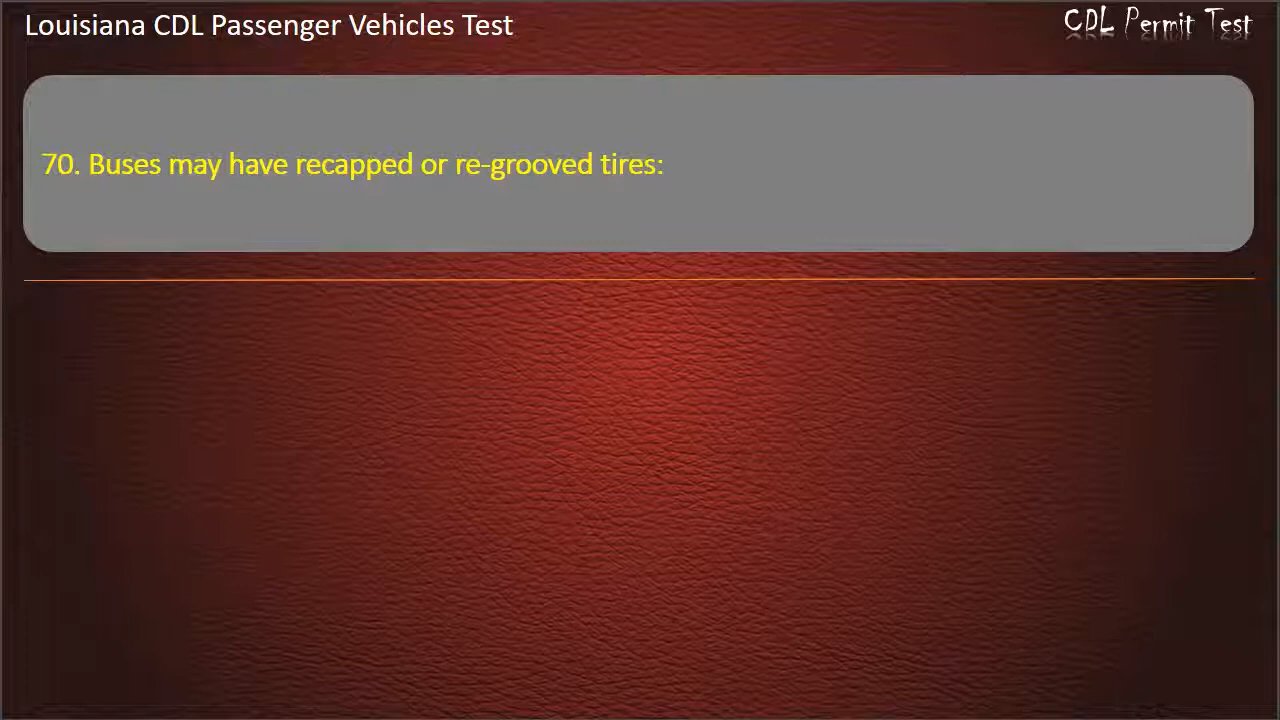 Louisiana CDL Passenger Vehicles Test
CDL Permit Test
70. Buses may have recapped or re-grooved tires: